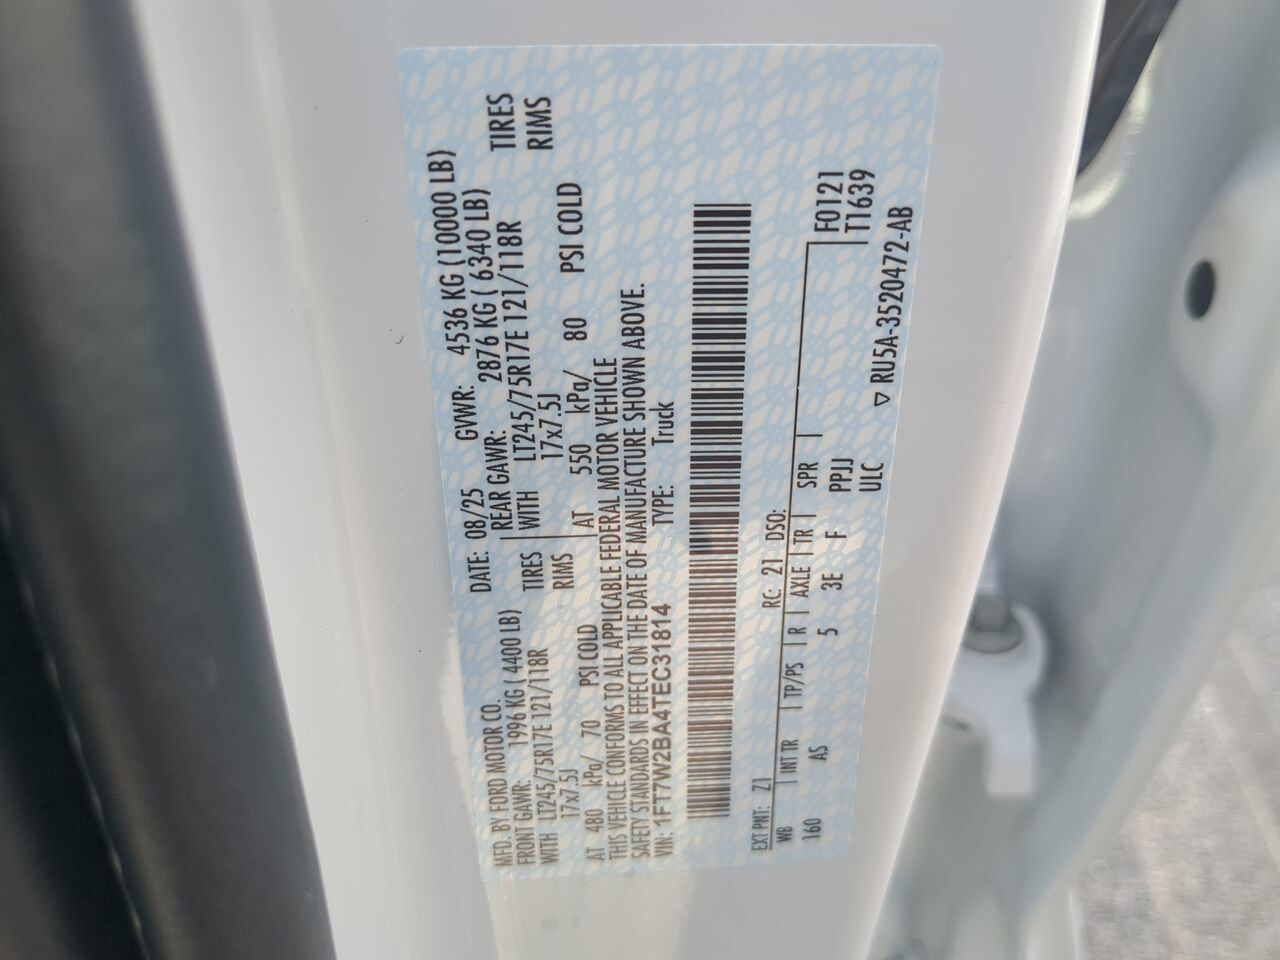 MFD. BY FORD MOTOR CO.
DATE: 08/25 GVWR: 4536 KG (10000 LB)
FRONT GAWR: 1996 KG ( 4400 LB) REAR GAWR: 2876 KG ( 6340 LB)
WITH LT245/75R17E 121/118R TIRES WITH LT245/75R17E 121/118R TIRES
17x7.5J RIMS 17x7.5J RIMS
AT 480 kPa/ 70 PSI COLD AT 550 kPa/ 80 PSI COLD
THIS VEHICLE CONFORMS TO ALL APPLICABLE FEDERAL MOTOR VEHICLE
SAFETY STANDARDS IN EFFECT ON THE DATE OF MANUFACTURE SHOWN ABOVE.
VIN: 1FT7W2BA4TEC31814 TYPE: Truck
EXT PNT: Z1 RC: 21 DSO:
WB INT TR TP/PS R AXLE TR SPR F0121
160 AS 5 3E F PPJJ T1639
ULC
▽ RU5A-3520472-AB